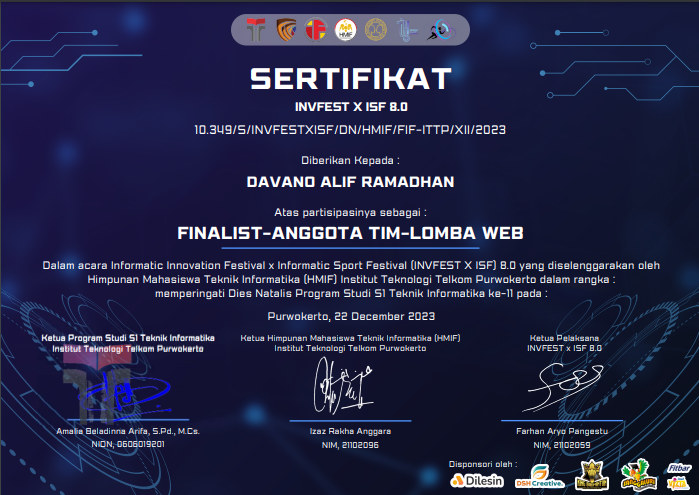 HMIF
SERTIFIKAT
INVFEST X ISF 8.0
10.349/S/INVFESTXISF/DN/HMIF/FIF-ITTP/XII/2023
Diberikan Kepada :
DAVANO ALIF RAMADHAN
Atas partisipasinya sebagai :
FINALIST-ANGGOTA TIM-LOMBA WEB
Dalam acara Informatic Innovation Festival x Informatic Sport Festival (INVFEST X ISF) 8.0 yang diselenggarakan oleh
Himpunan Mahasiswa Teknik Informatika (HMIF) Institut Teknologi Telkom Purwokerto dalam rangka :
memperingati Dies Natalis Program Studi S1 Teknik Informatika ke-11 pada :
Purwokerto, 22 December 2023
Ketua Program Studi S1 Teknik Informatika
Institut Teknologi Telkom Purwokerto
Amalia Beladinna Arifa, S.Pd., M.Cs.
NIDN, 0606019201
Ketua Himpunan Mahasiswa Teknik Informatika (HMIF)
Institut Teknologi Telkom Purwokerto
Izaz Rakha Anggara
NIM, 21102096
Ketua Pelaksana
INVFEST x ISF 8.0
Farhan Aryo Pangestu
NIM, 21102059
Disponsori oleh :
Dilesin
DSH Creative.
Fitbar